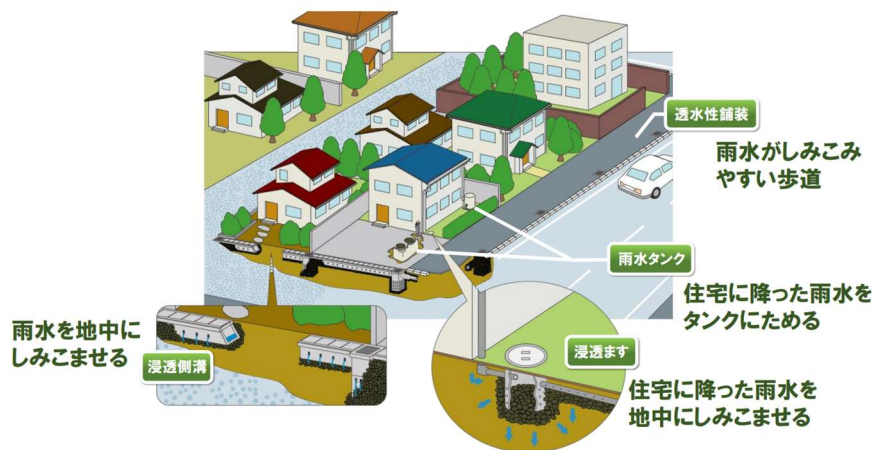 透水性舗装
雨水がしみこみ
やすい歩道
雨水タンク
住宅に降った雨水を
タンクにためる
雨水を地中に
しみこませる
浸透側溝
浸透ます
住宅に降った雨水を
地中にしみこませる